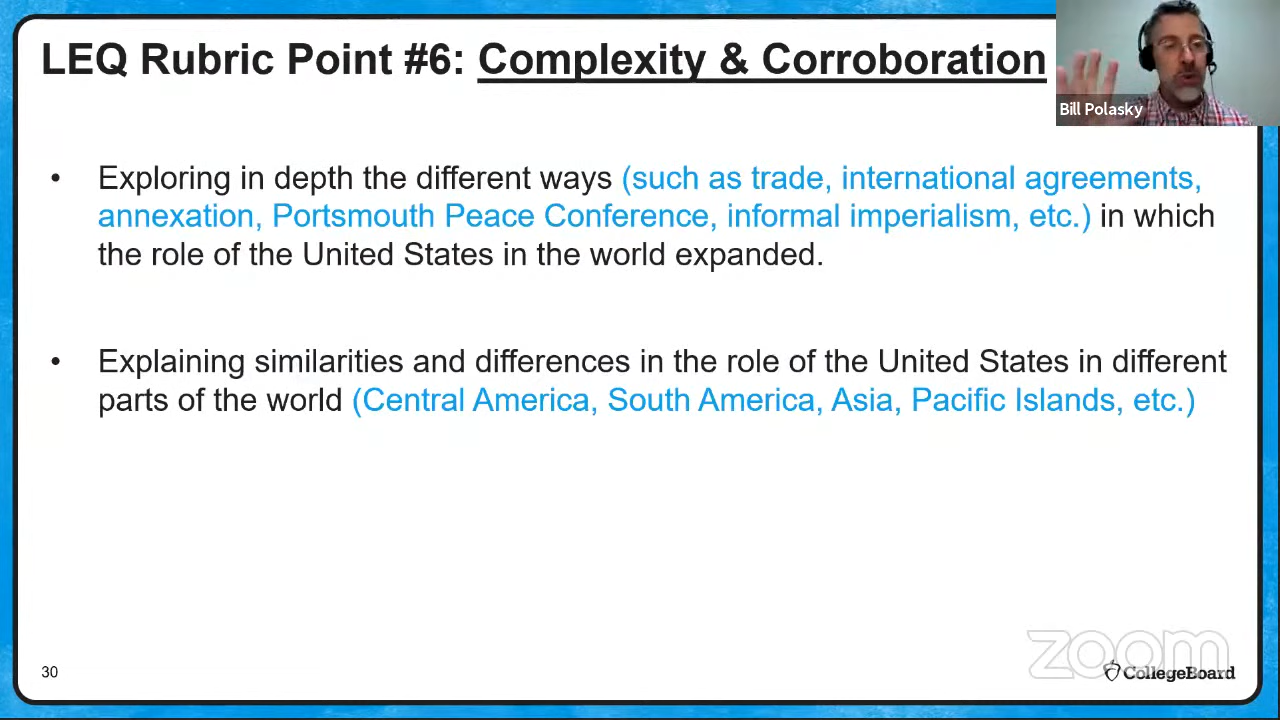 LEQ Rubric Point #6: Complexity & Corroboration
Bill Polasky
• Exploring in depth the different ways (such as trade, international agreements,
annexation, Portsmouth Peace Conference, informal imperialism, etc.) in which
the role of the United States in the world expanded.
• Explaining similarities and differences in the role of the United States in different
parts of the world (Central America, South America, Asia, Pacific Islands, etc.)
zoom
30
CollegeBoard